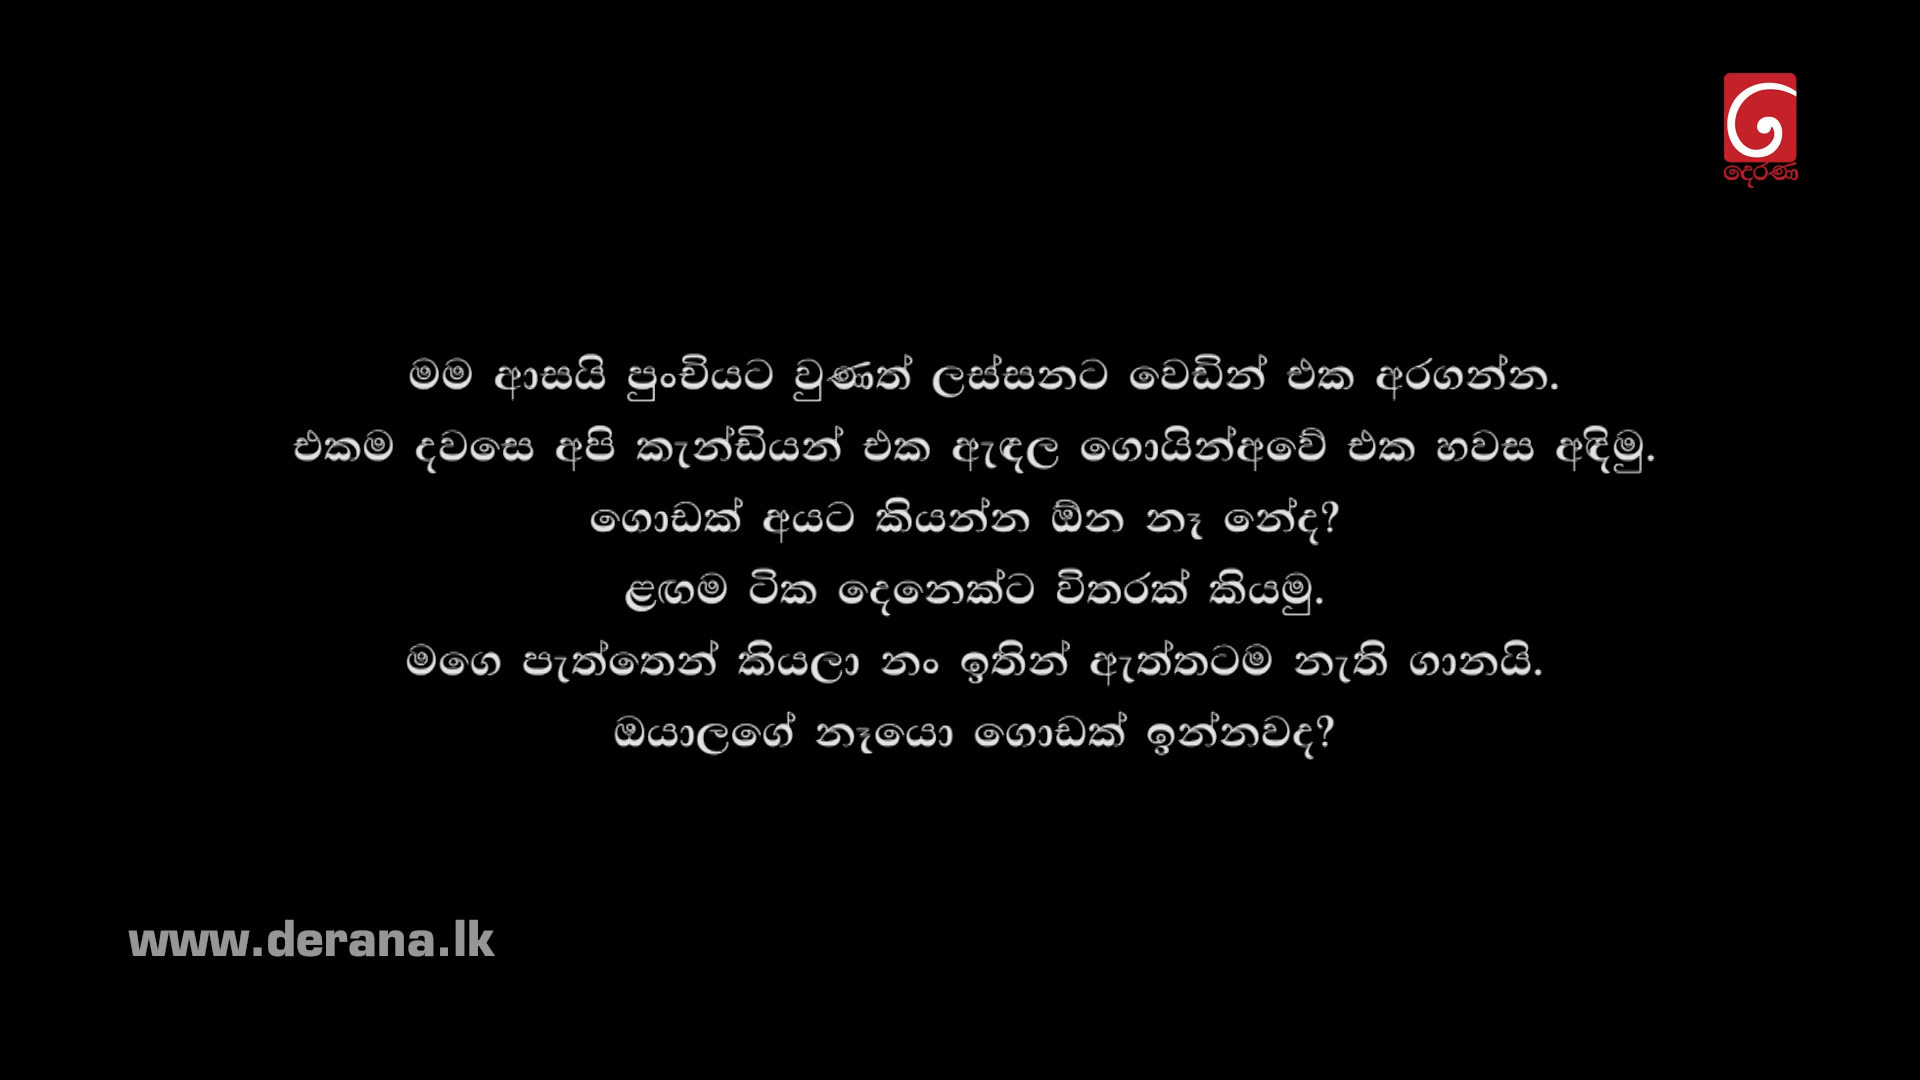 දෙරණ
මම ආසයි පුංචියට වුණත් ලස්සනට වෙඩින් එක අරගන්න.
එකම දවසෙ අපි කැන්ඩියන් එක ඇඳල ගොයින්අවේ එක හවස අඳිමු.
ගොඩක් අයට කියන්න ඕන නෑ නේද?
ළඟම ටික දෙනෙක්ට විතරක් කියමු.
මගෙ පැත්තෙන් කියලා නං ඉතින් ඇත්තටම නැති ගානයි.
ඔයාලගේ නෑයො ගොඩක් ඉන්නවද?
www.derana.lk